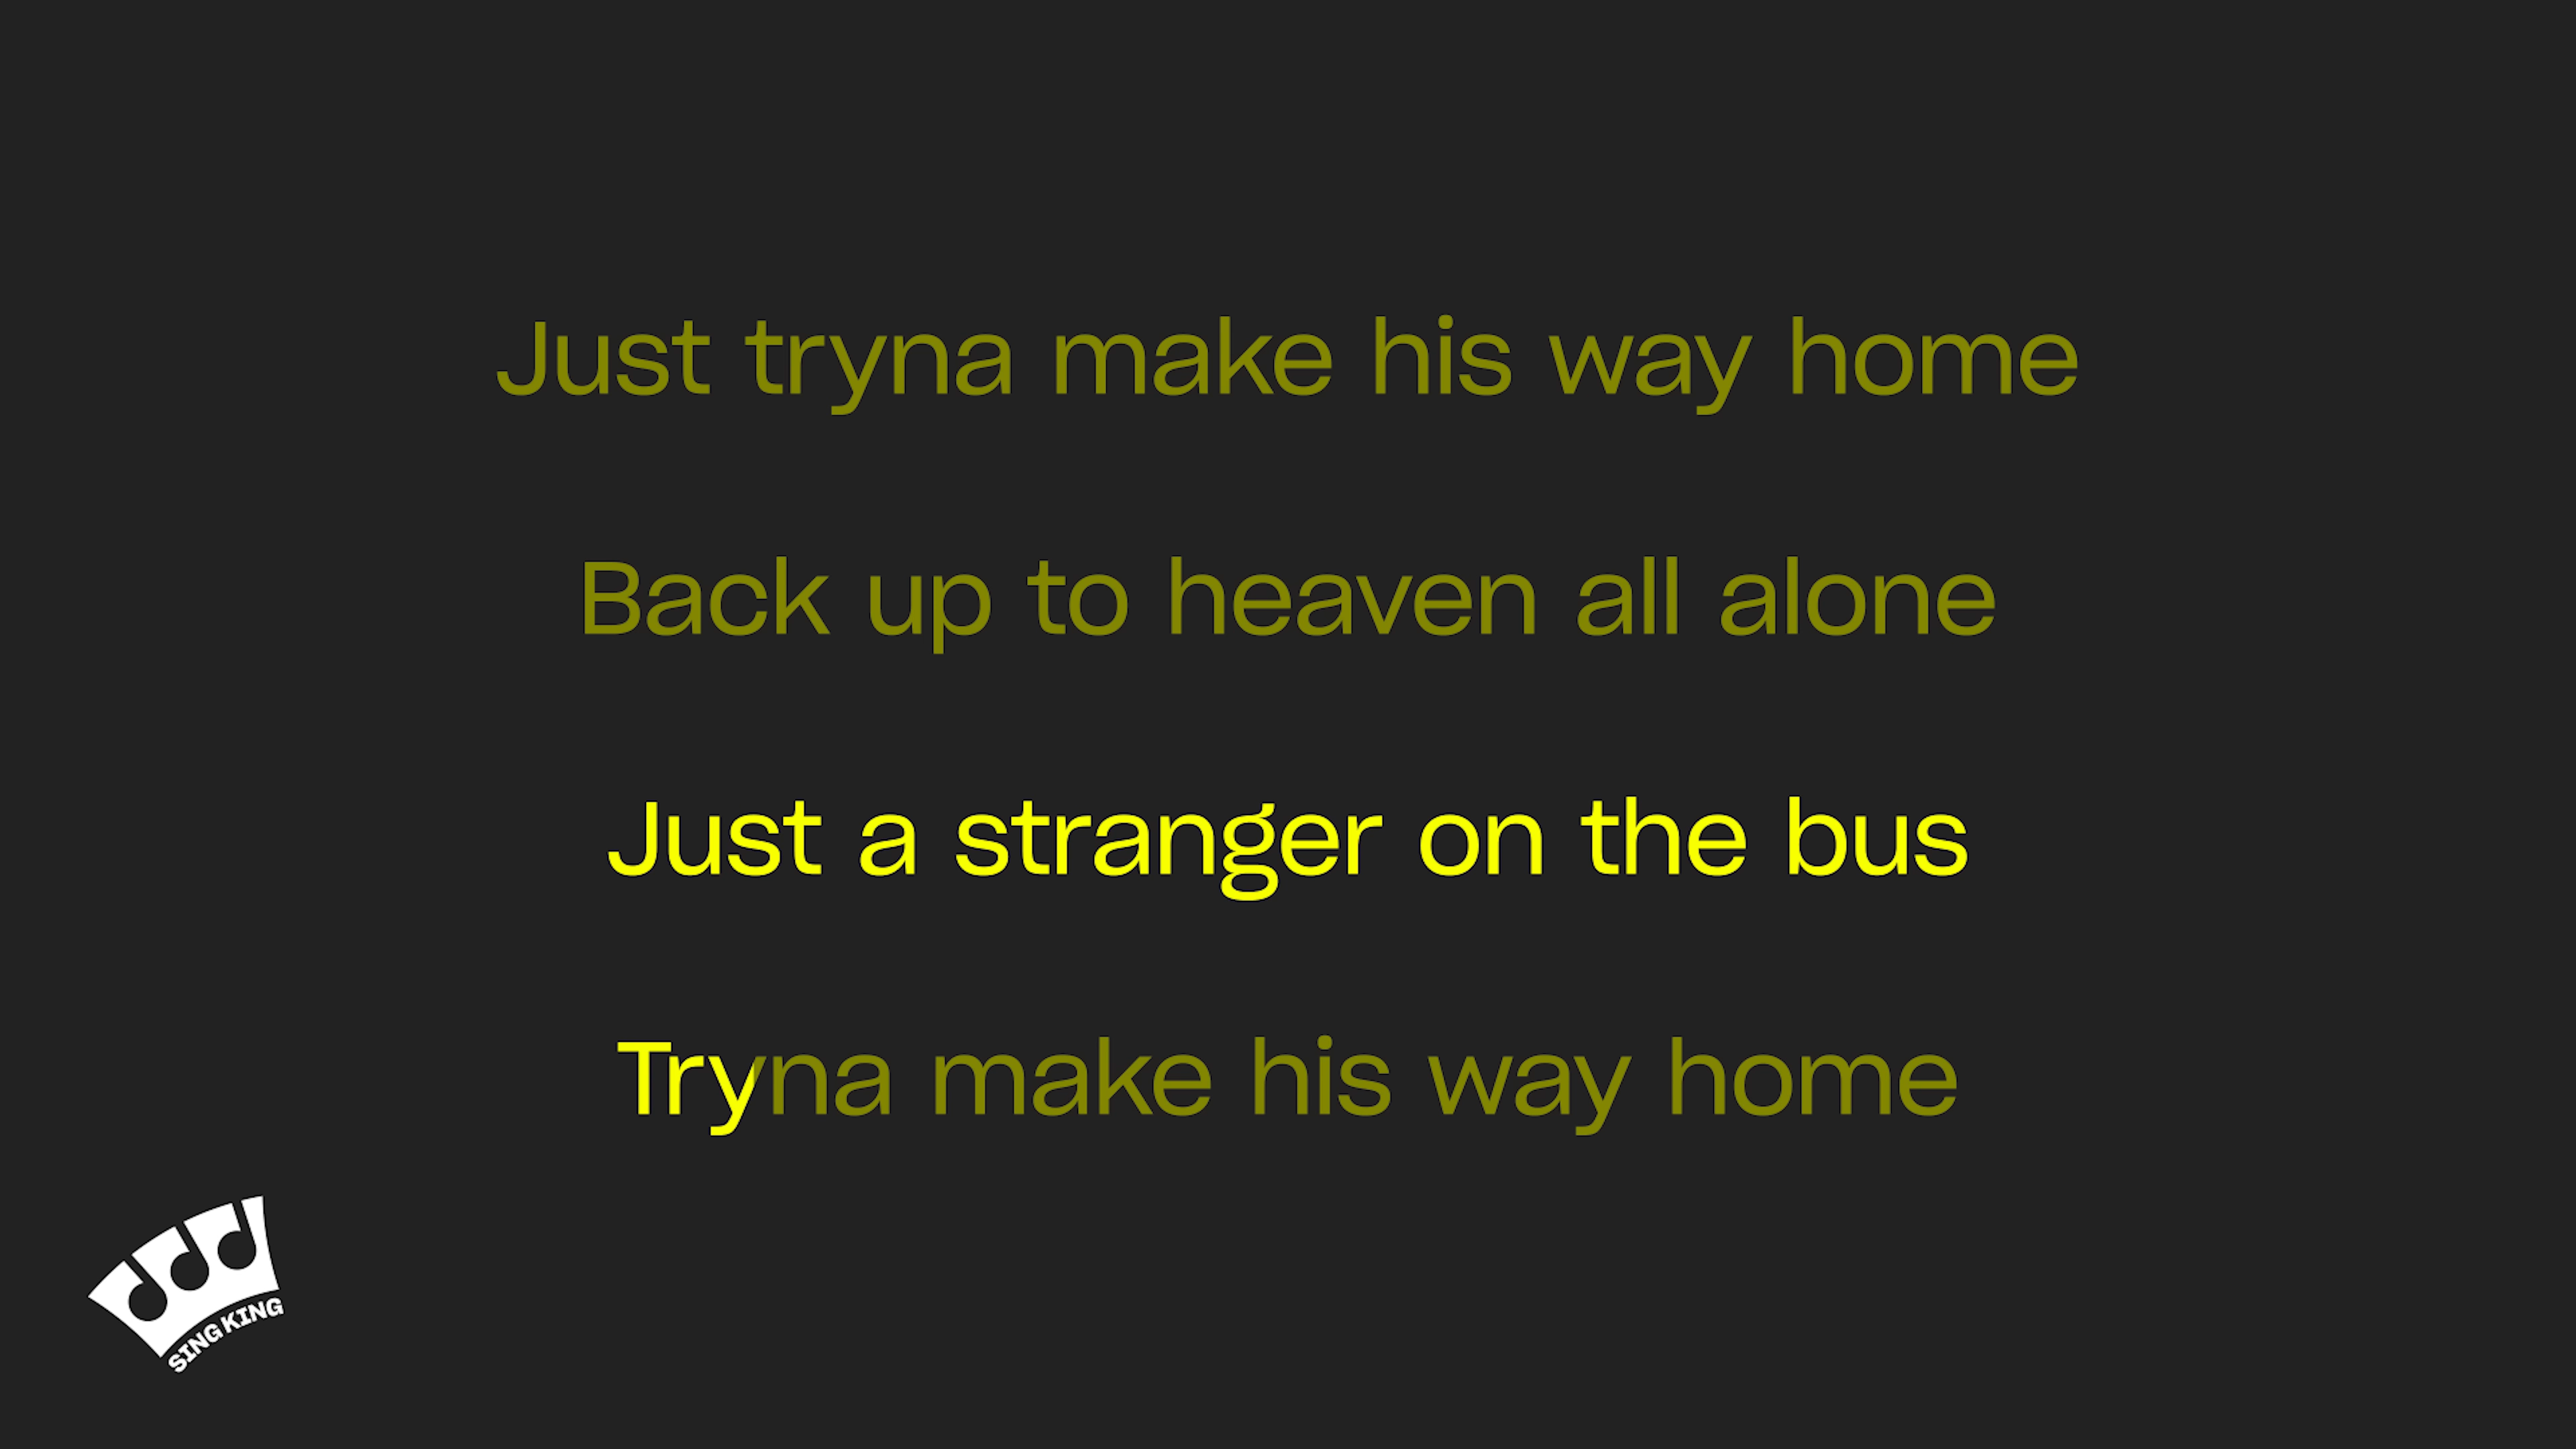 Just tryna make his way home
Back up to heaven all alone
Just a stranger on the bus
Tryna make his way home
SING KING